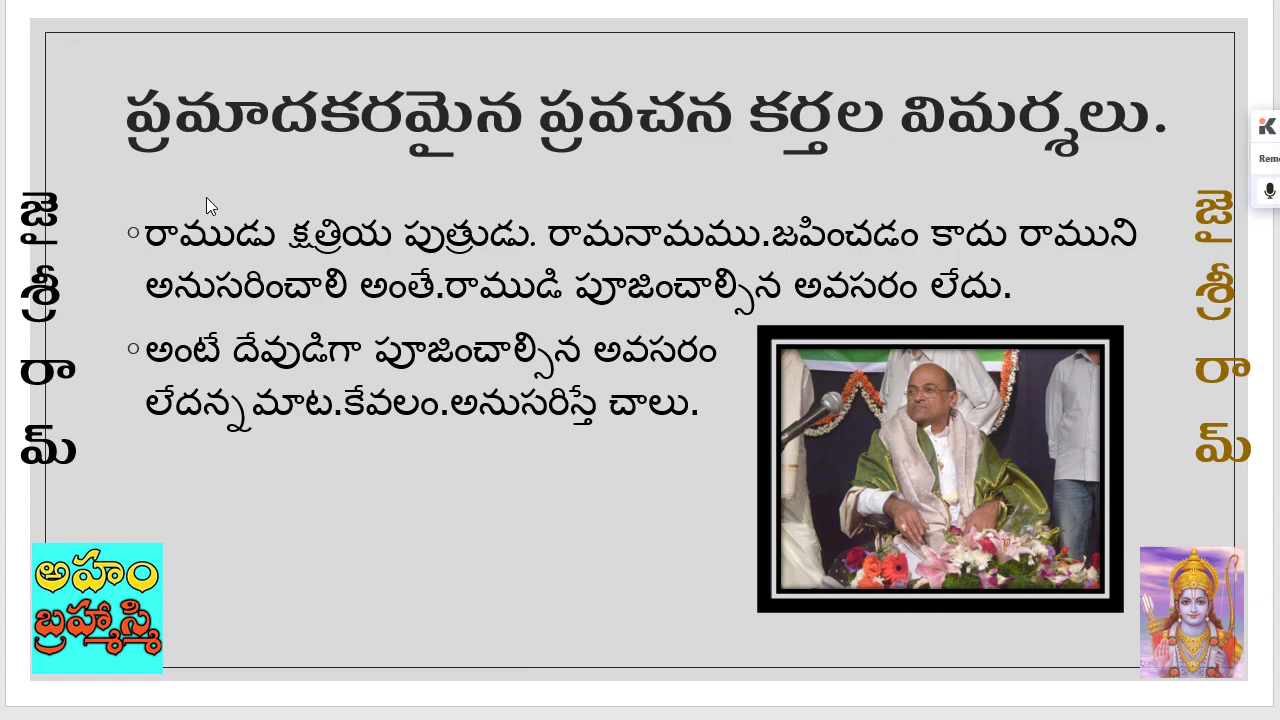 ప్రమాదకరమైన ప్రవచన కర్తల విమర్శలు.
రాముడు క్షత్రియ పుత్రుడు. రామనామము.జపించడం కాదు రాముని
అనుసరించాలి అంతే.రాముడి పూజించాల్సిన అవసరం లేదు.
అంటే దేవుడిగా పూజించాల్సిన అవసరం
లేదన్న మాట.కేవలం.అనుసరిస్తే చాలు.
జై
శ్రీ
రా
మ్
జై
శ్రీ
రా
మ్
అహం
బ్రహ్మాస్మి
K
Rem